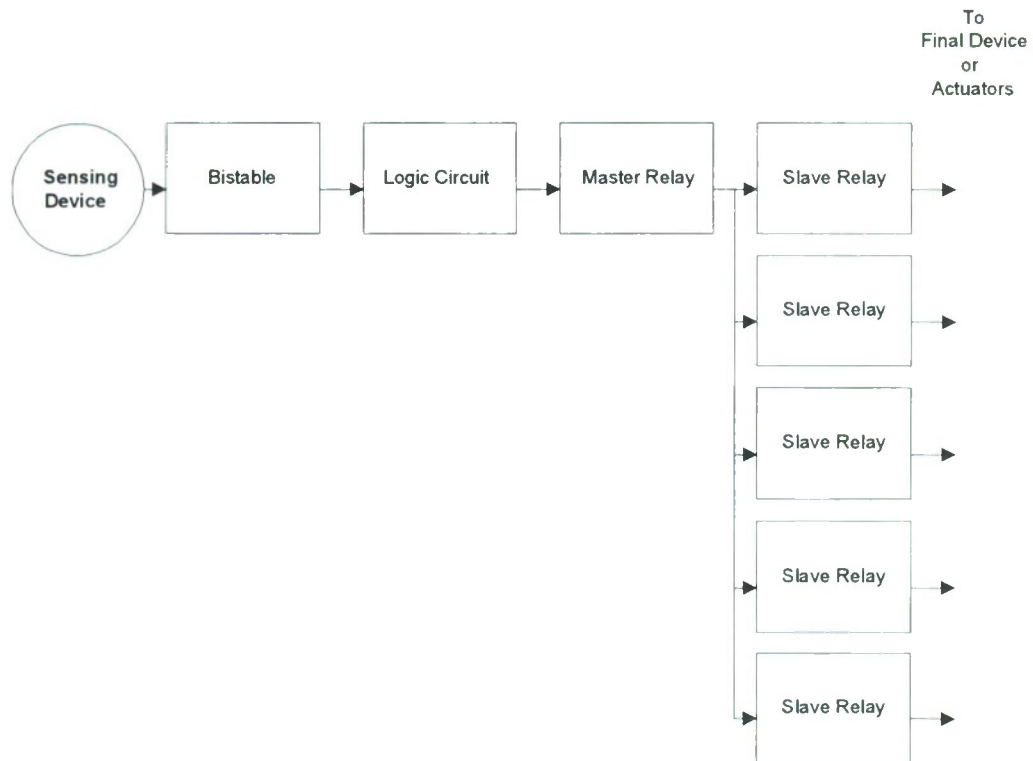 To
Final Device
or
Actuators
Sensing
Device
Bistable
Logic Circuit
Master Relay
Slave Relay
Slave Relay
Slave Relay
Slave Relay
Slave Relay